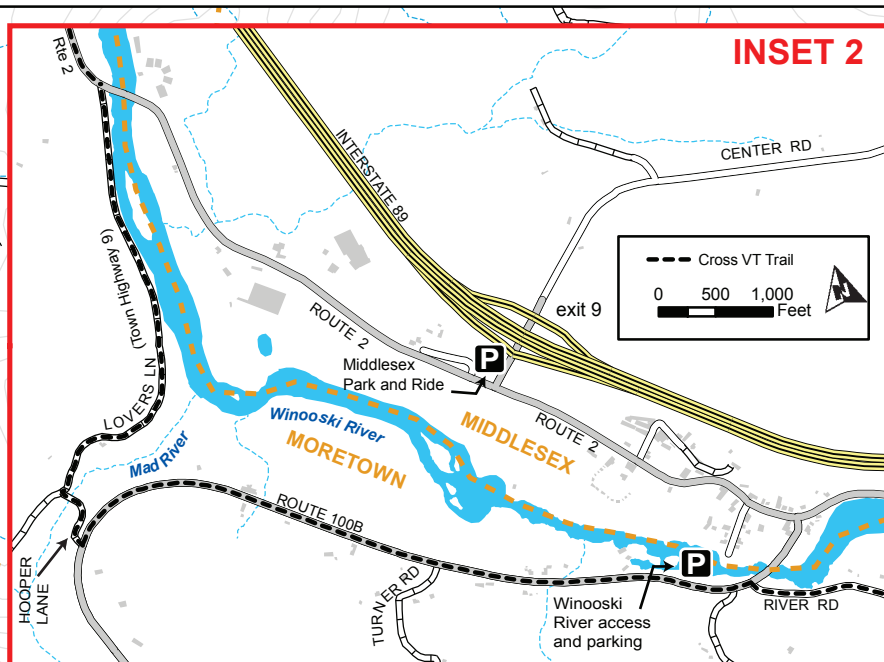 INSET 2
Rte 2
INTERSTATE 89
CENTER RD
Cross VT Trail
0 500 1,000
Feet
N
exit 9
LOVERS LN (Town Highway 9)
ROUTE 2
P
Middlesex
Park and Ride
Winooski River
MORETOWN
MIDDLESEX
ROUTE 2
Mad River
ROUTE 100B
HOOPER
LANE
TURNER RD
P
Winooski
River access
and parking
RIVER RD